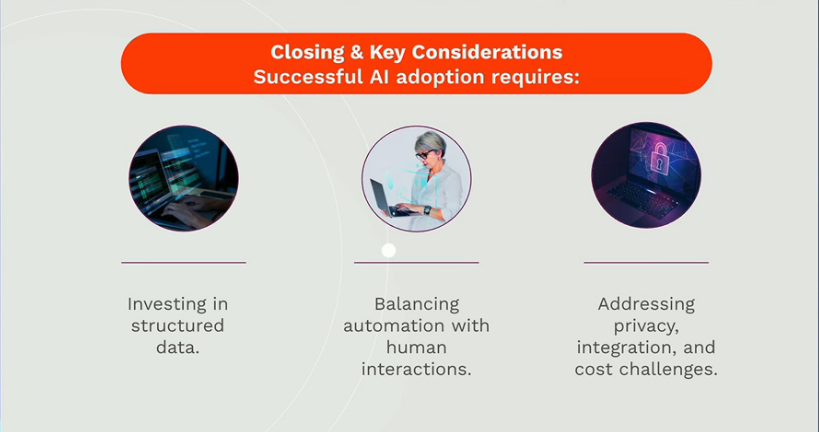 Closing & Key Considerations
Successful AI adoption requires:
Investing in
structured
data.
Balancing
automation with
human
interactions.
Addressing
privacy,
integration, and
cost challenges.